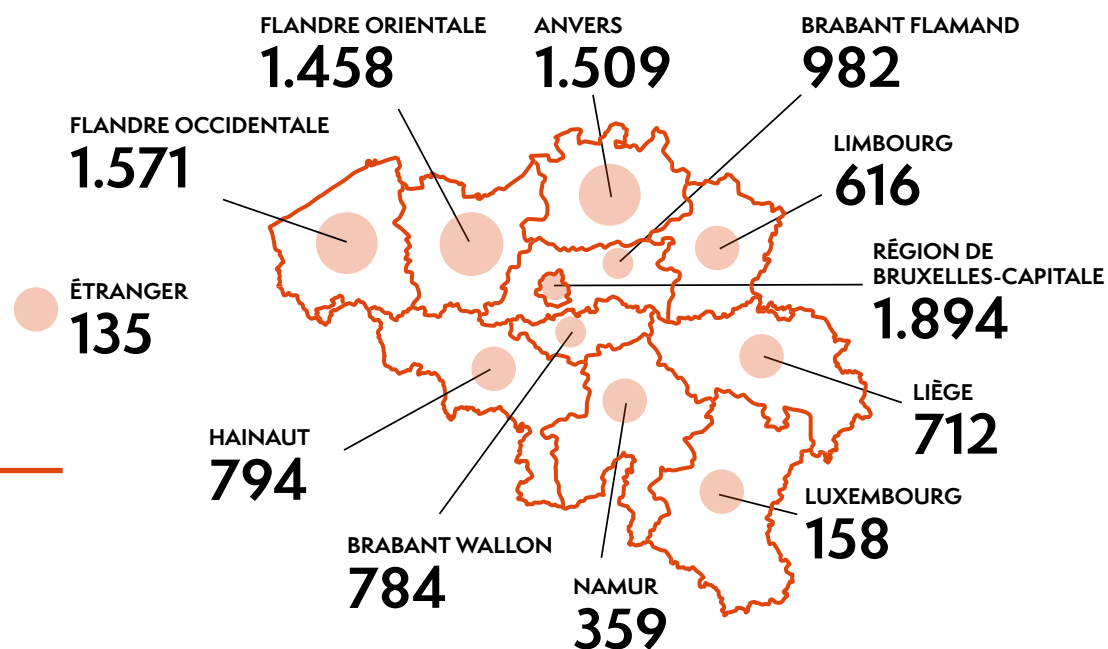 FLANDRE ORIENTALE
1.458
ANVERS
1.509
BRABANT FLAMAND
982
FLANDRE OCCIDENTALE
1.571
LIMBOURG
616
RÉGION DE
BRUXELLES-CAPITALE
1.894
ÉTRANGER
135
LIÈGE
712
HAINAUT
794
LUXEMBOURG
158
BRABANT WALLON
784
NAMUR
359